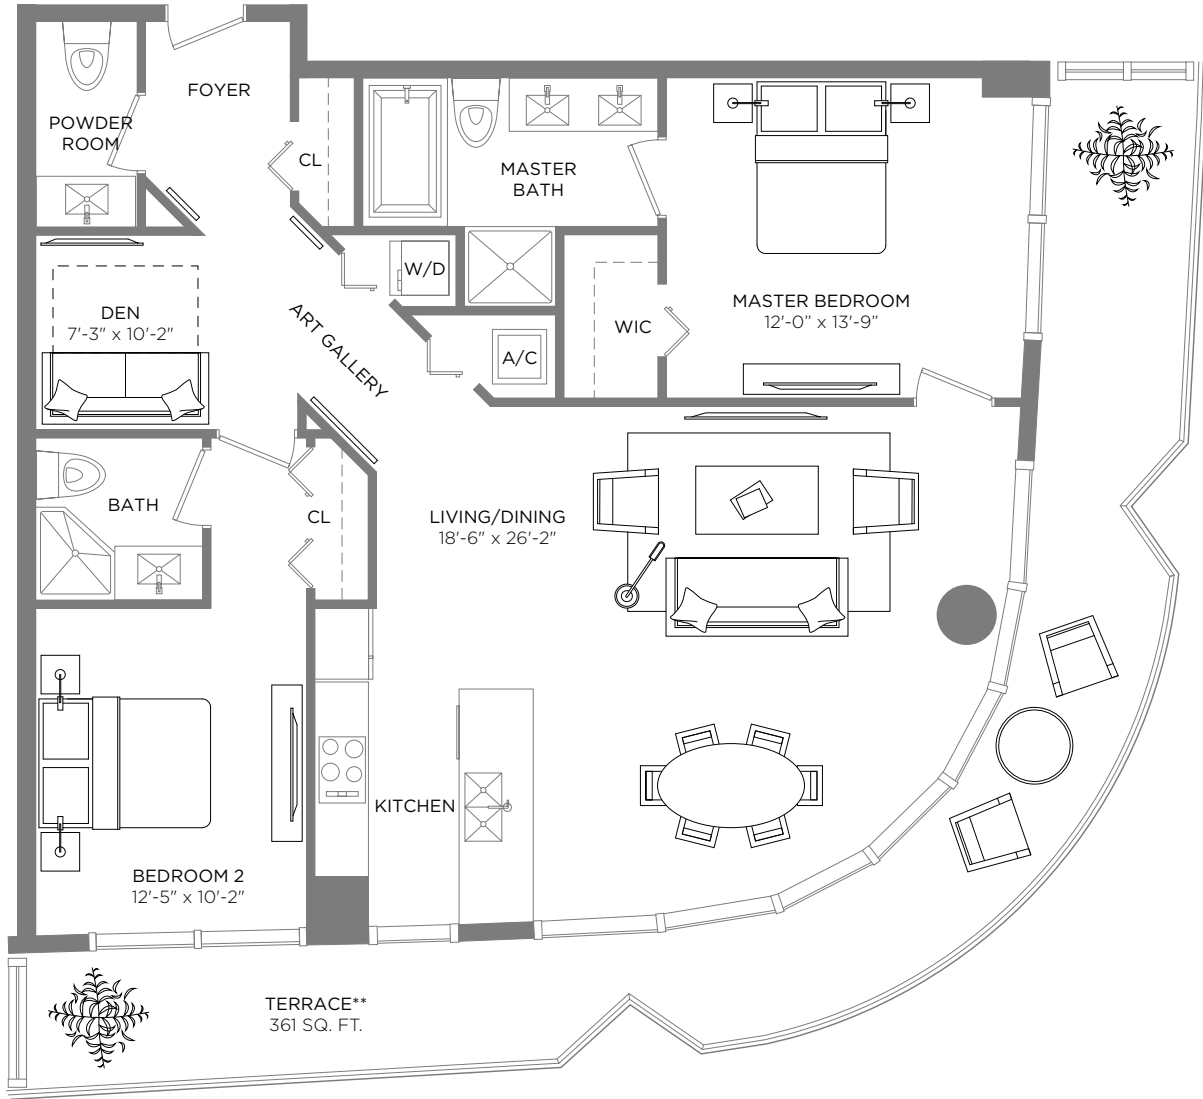 FOYER
POWDER
ROOM
CL
MASTER
BATH
W/D
DEN
7'-3" x 10'-2"
ART GALLERY
WIC
MASTER BEDROOM
12'-0” x 13'-9”
A/C
BATH
CL
LIVING/DINING
18'-6” x 26'-2”
KITCHEN
BEDROOM 2
12'-5” x 10'-2”
TERRACE**
361 SQ. FT.